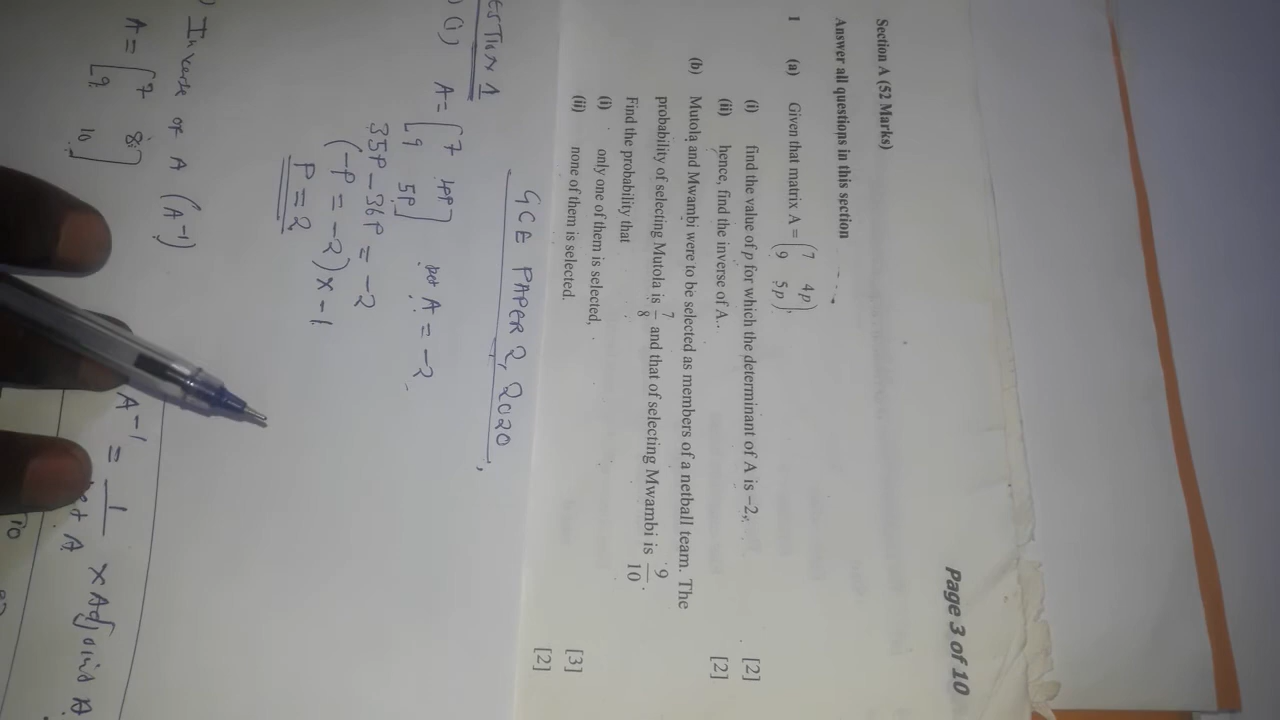 Page 3 of 10
Section A (52 Marks)
Answer all questions in this section
1 (a) Given that matrix A = (7 4p
9 5p),
(i) find the value of p for which the determinant of A is −2, [2]
(ii) hence, find the inverse of A. [2]
(b) Mutola and Mwambi were to be selected as members of a netball team. The
probability of selecting Mutola is 7/8 and that of selecting Mwambi is 9/10.
Find the probability that
(i) only one of them is selected, [3]
(ii) none of them is selected. [2]
GCE PAPER 2, 2020,
ESTION 1
) (i) A = [7 4P
9 5P] det A = -2
35P - 36P = -2
(-P = -2) x -1
P = 2
) Inverse of A (A⁻¹)
A = [7 8
9 10] A⁻¹ = 1/det A x Adjoint A
10